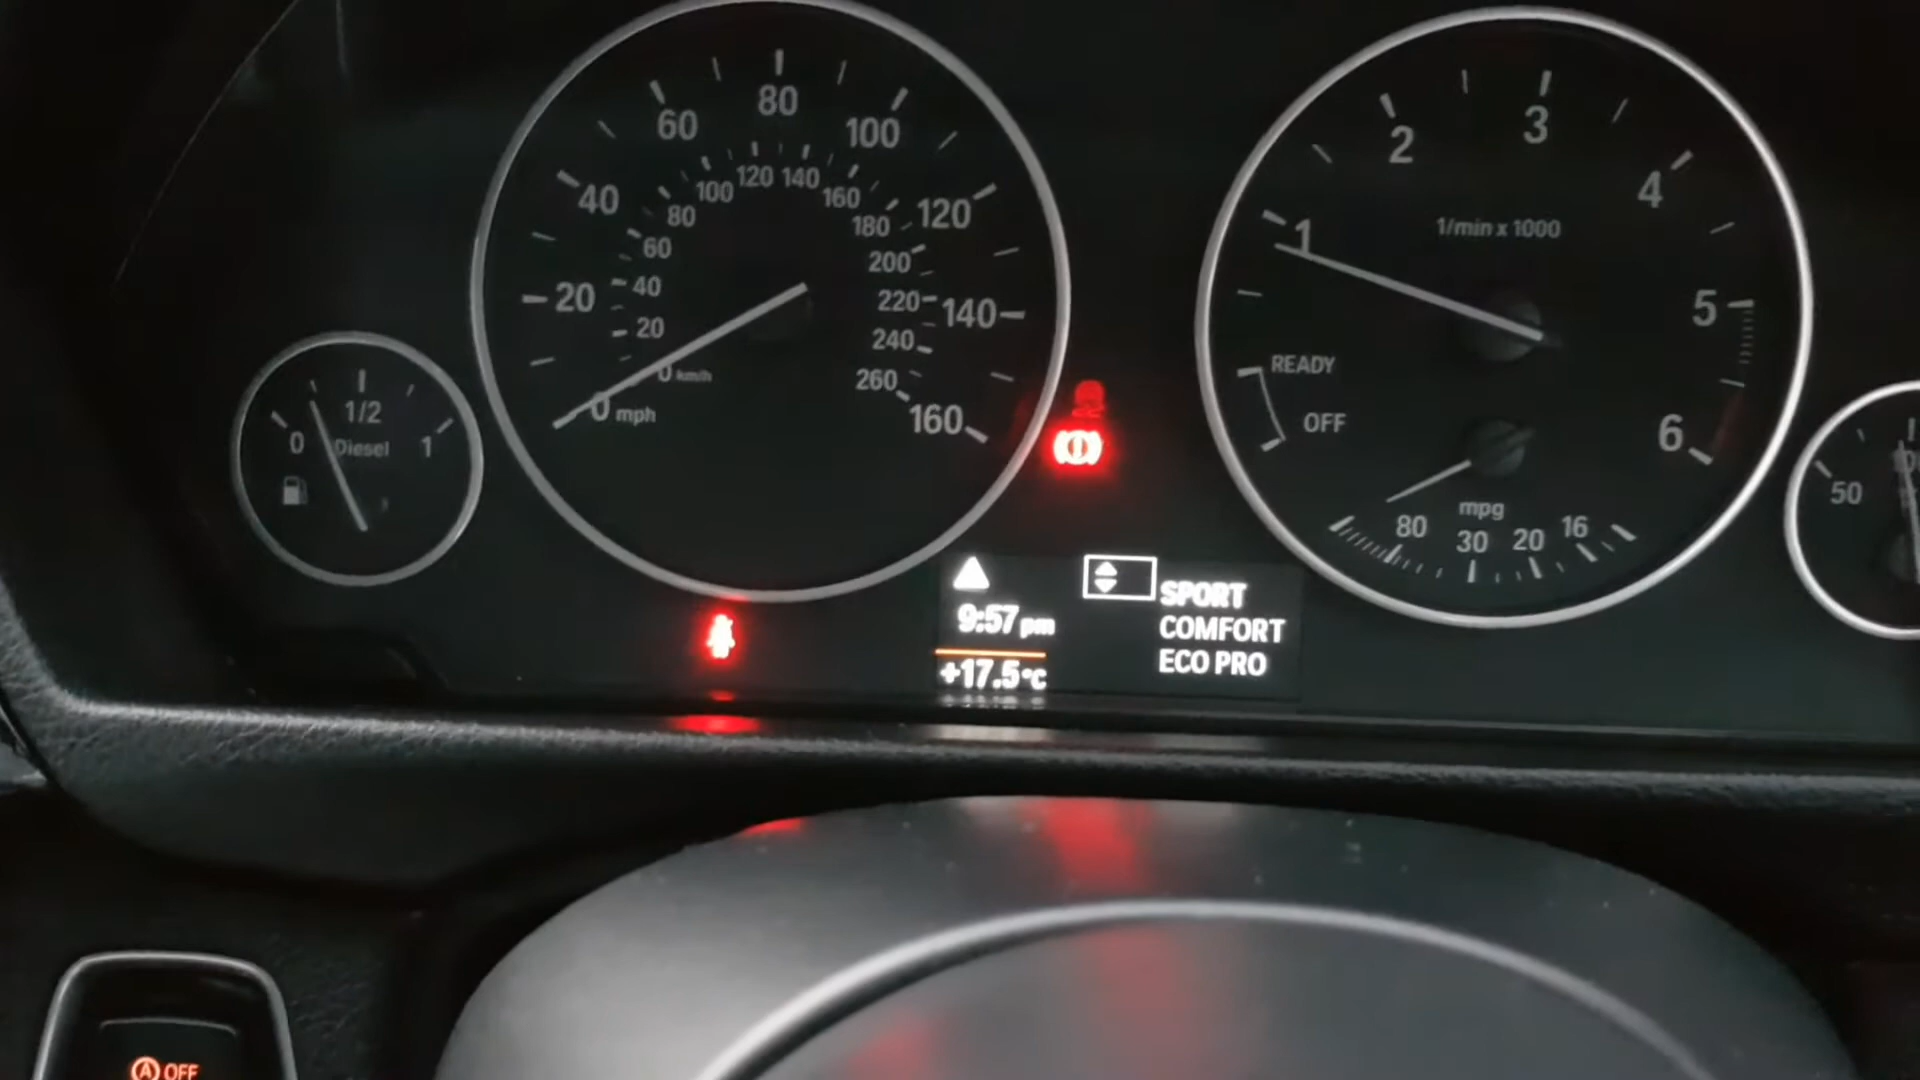 20
40
60
80
100
120
140
160
0 mph
20
40
60
80
100
120
140
160
180
200
220
240
260
0 km/h
0
1/2
1
Diesel
1
2
3
4
5
6
1/min x 1000
READY
OFF
mpg
80
30
20
16
50
9:57 pm
+17.5°C
SPORT
COMFORT
ECO PRO
A OFF